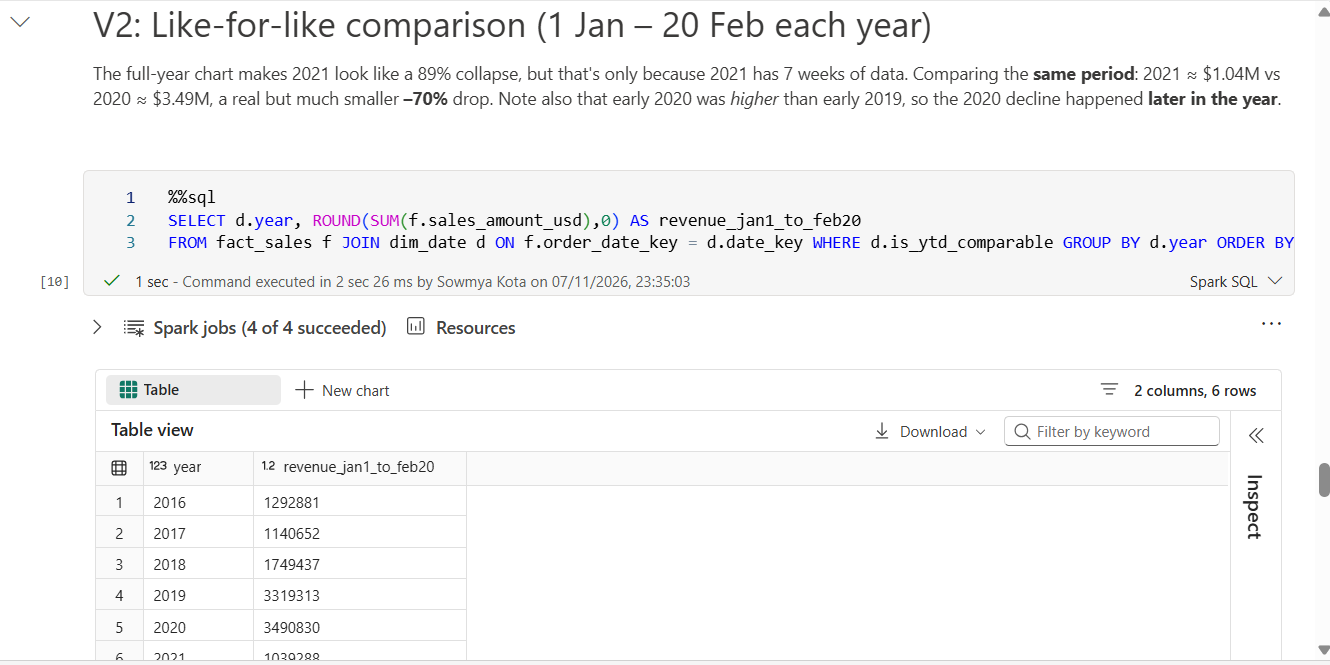 V2: Like-for-like comparison (1 Jan – 20 Feb each year)
The full-year chart makes 2021 look like a 89% collapse, but that's only because 2021 has 7 weeks of data. Comparing the same period: 2021 ≈ $1.04M vs
2020 ≈ $3.49M, a real but much smaller –70% drop. Note also that early 2020 was higher than early 2019, so the 2020 decline happened later in the year.
1 %%sql
2 SELECT d.year, ROUND(SUM(f.sales_amount_usd),0) AS revenue_jan1_to_feb20
3 FROM fact_sales f JOIN dim_date d ON f.order_date_key = d.date_key WHERE d.is_ytd_comparable GROUP BY d.year ORDER BY
[10] 1 sec - Command executed in 2 sec 26 ms by Sowmya Kota on 07/11/2026, 23:35:03 Spark SQL
Spark jobs (4 of 4 succeeded) Resources ...
Table New chart 2 columns, 6 rows
Table view Download Filter by keyword
123 year 1.2 revenue_jan1_to_feb20
Inspect
1 2016 1292881
2 2017 1140652
3 2018 1749437
4 2019 3319313
5 2020 3490830
6 2021 1039288